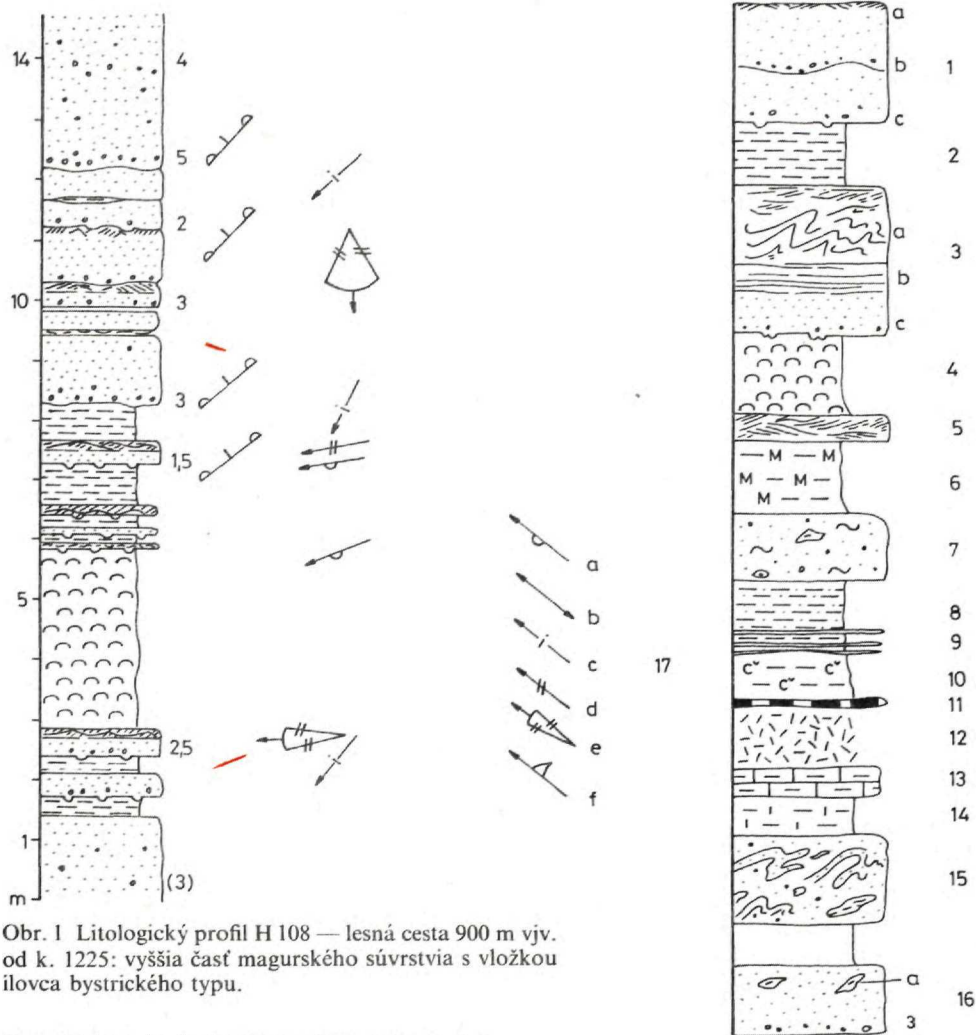 14
4
5
2
10
3
3
1,5
5
2,5
1
m
(3)
a
b
c
d
e
f
17
a
b
c
1
2
a
b
c
3
4
5
M
M M
M
6
7
8
9
c˅ c˅
c˅
10
11
12
13
14
15
a
16
3
Obr. 1 Litologický profil H 108 — lesná cesta 900 m vjv.
od k. 1225: vyššia časť magurského súvrstvia s vložkou
ílovca bystrického typu.